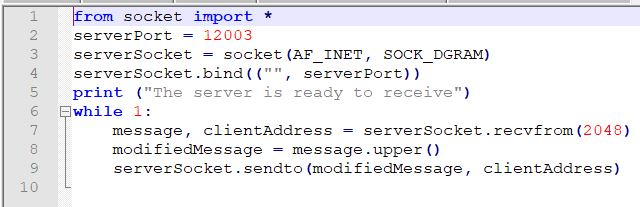 1 from socket import *
2 serverPort = 12003
3 serverSocket = socket(AF_INET, SOCK_DGRAM)
4 serverSocket.bind(("", serverPort))
5 print ("The server is ready to receive")
6 while 1:
7 message, clientAddress = serverSocket.recvfrom(2048)
8 modifiedMessage = message.upper()
9 serverSocket.sendto(modifiedMessage, clientAddress)
10